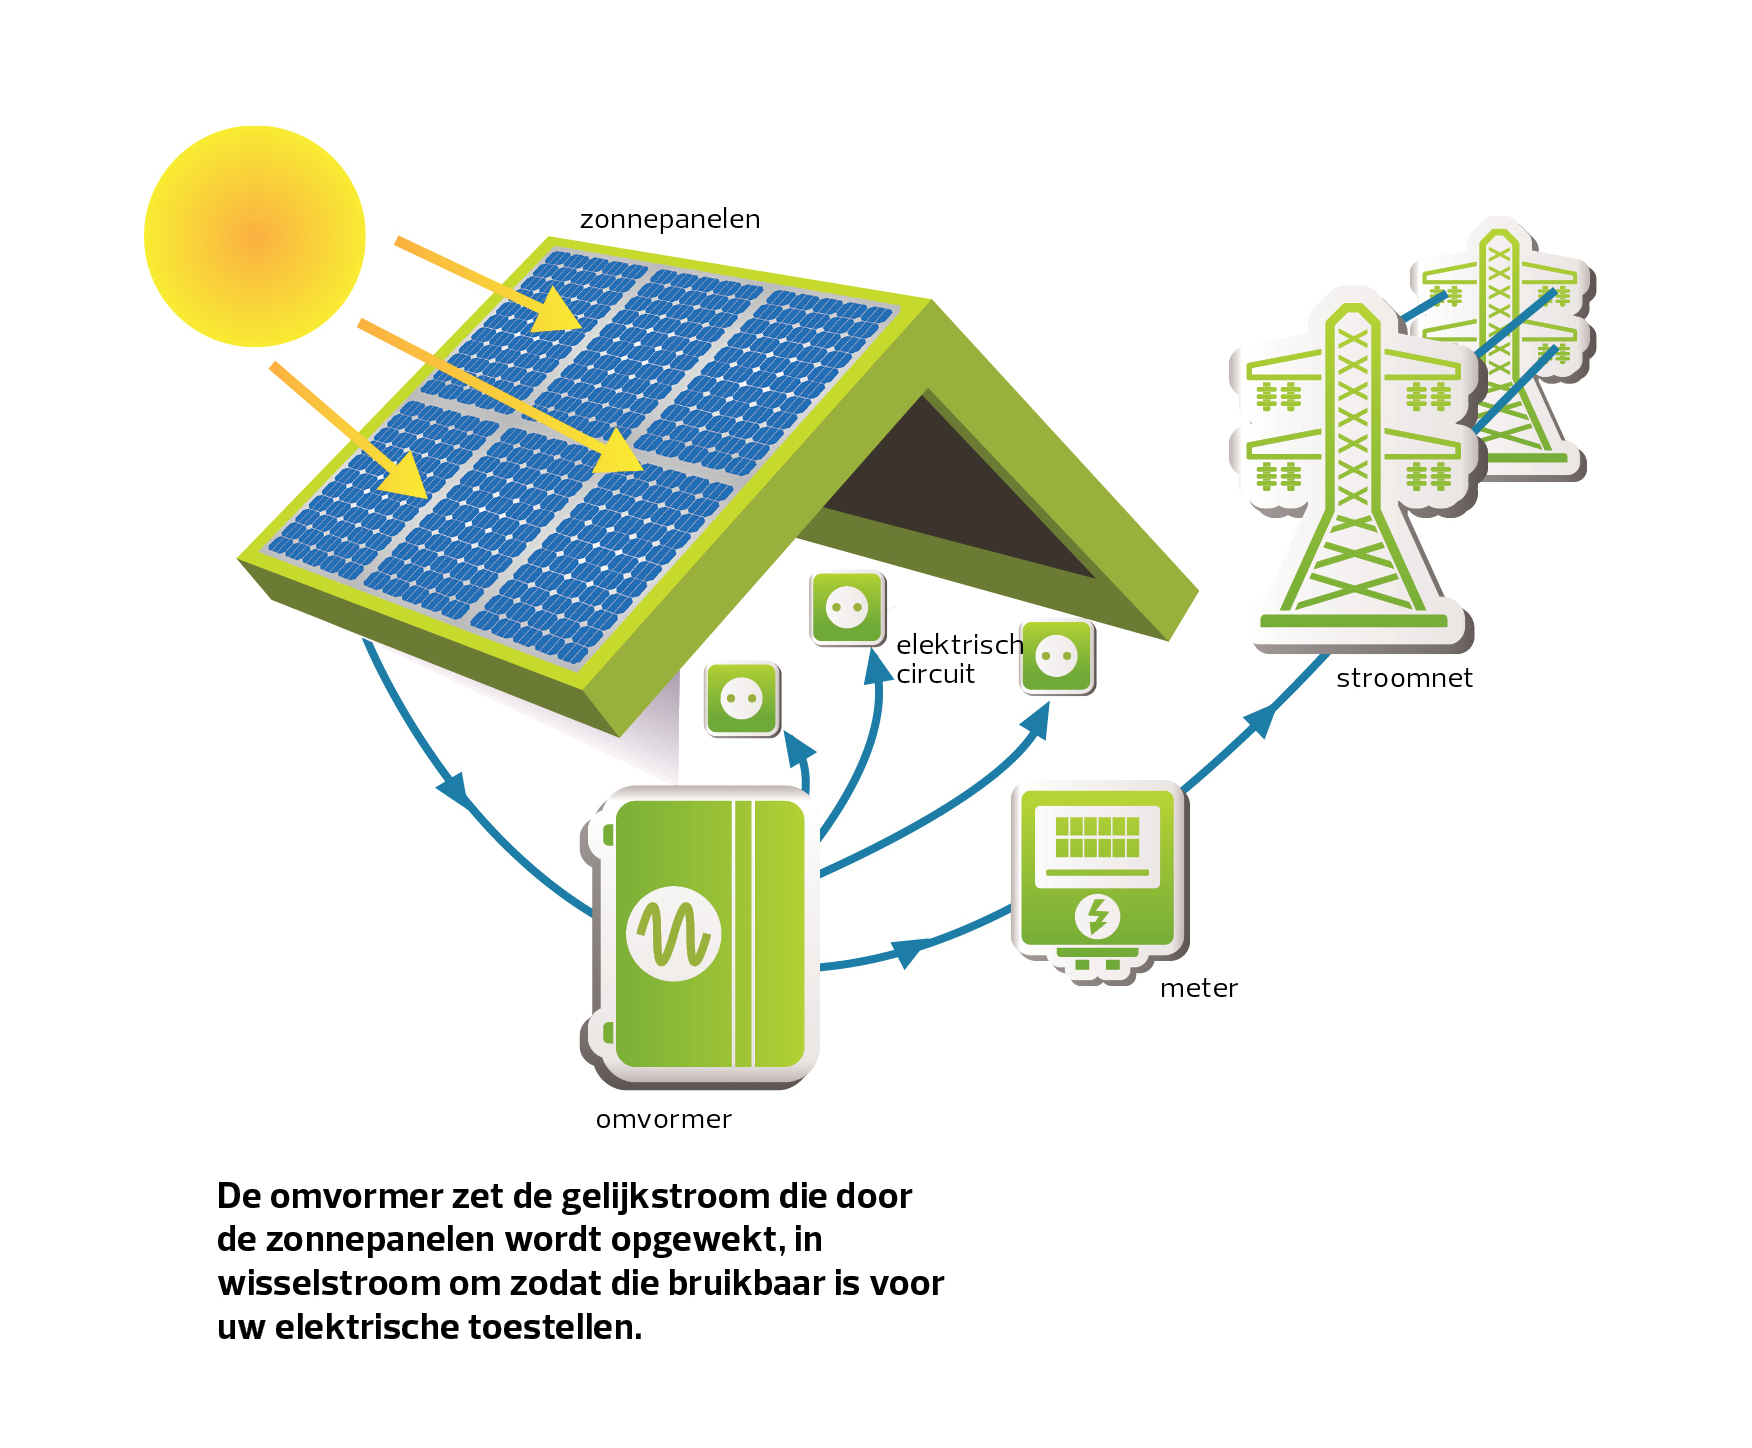 zonnepanelen
elektrisch
circuit
stroomnet
meter
omvormer
De omvormer zet de gelijkstroom die door
de zonnepanelen wordt opgewekt, in
wisselstroom om zodat die bruikbaar is voor
uw elektrische toestellen.